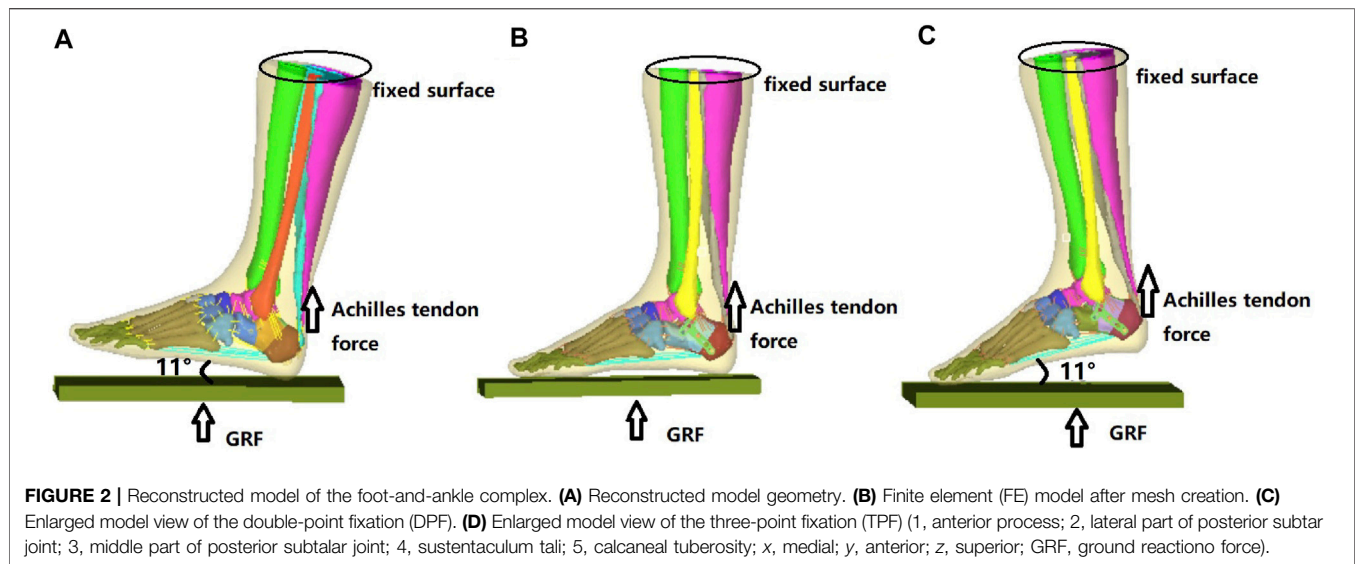 A
fixed surface
Achilles tendon
force
11°
GRF
B
fixed surface
Achilles tendon
force
GRF
C
fixed surface
Achilles tendon
force
11°
GRF
FIGURE 2 | Reconstructed model of the foot-and-ankle complex. (A) Reconstructed model geometry. (B) Finite element (FE) model after mesh creation. (C)
Enlarged model view of the double-point fixation (DPF). (D) Enlarged model view of the three-point fixation (TPF) (1, anterior process; 2, lateral part of posterior subtar
joint; 3, middle part of posterior subtalar joint; 4, sustentaculum tali; 5, calcaneal tuberosity; x, medial; y, anterior; z, superior; GRF, ground reactiono force).